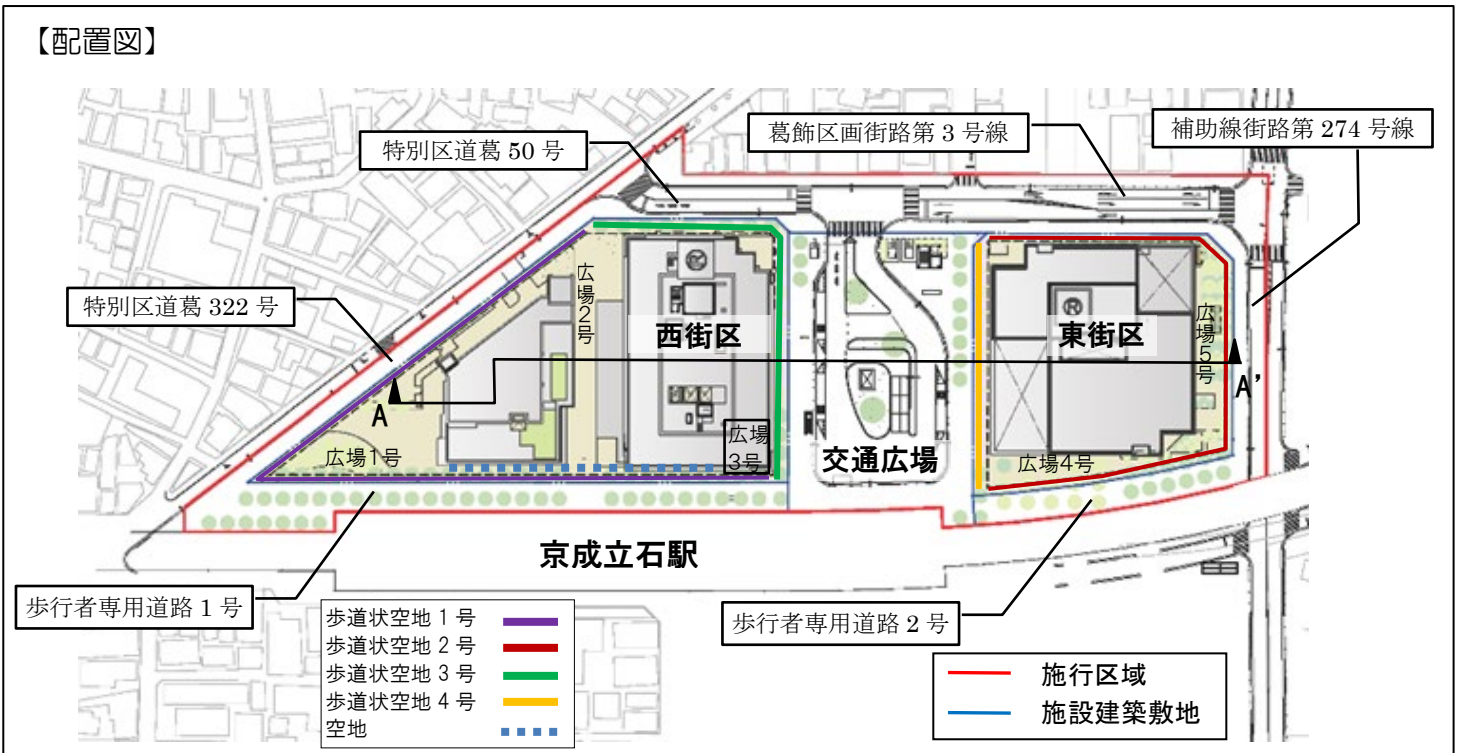 【配置図】
葛飾区画街路第 3 号線
補助線街路第 274 号線
特別区道葛 50 号
特別区道葛 322 号
広場2号
西街区
東街区
広場5号
A
A’
広場1号
広場
3号
交通広場
広場4号
京成立石駅
歩行者専用道路 1 号
歩行者専用道路 2 号
歩道状空地 1 号
歩道状空地 2 号
歩道状空地 3 号
歩道状空地 4 号
空地
施行区域
施設建築敷地
R
R